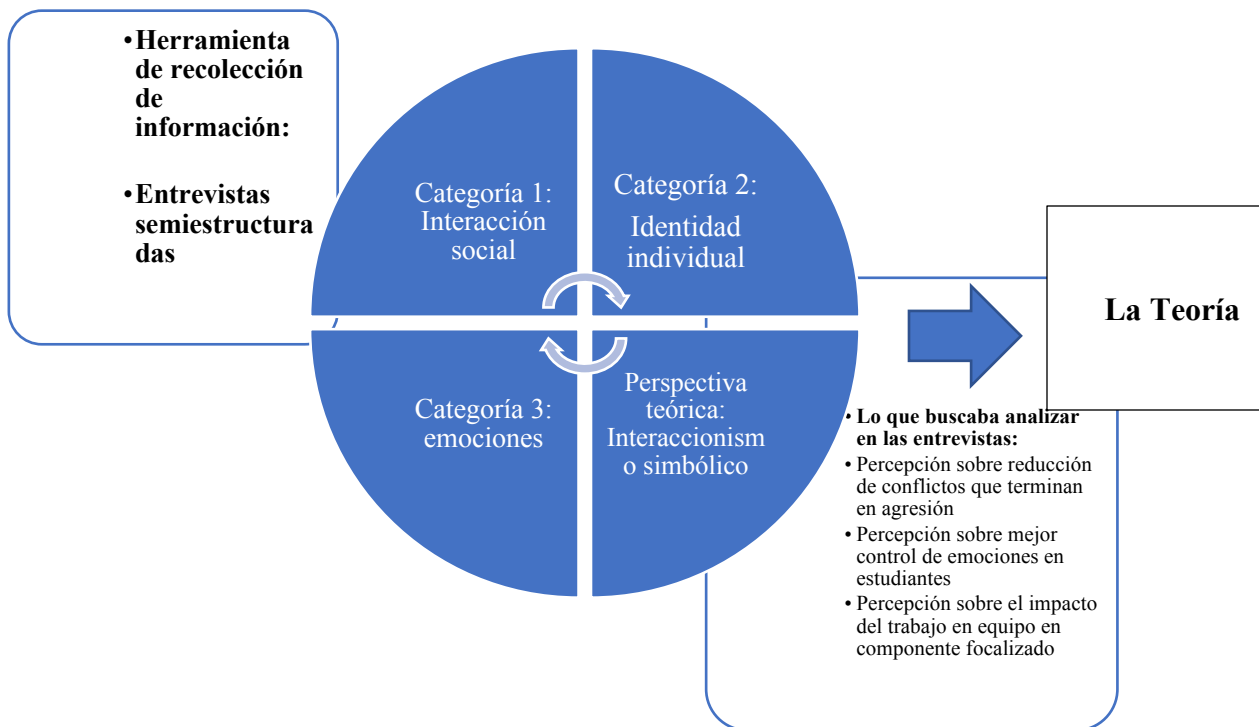 • Herramienta
de recolección
de
información:
• Entrevistas
semiestructura
das
Categoría 1:
Interacción
social
Categoría 2:
Identidad
individual
Categoría 3:
emociones
Perspectiva
teórica:
Interaccionism
o simbólico
La Teoría
• Lo que buscaba analizar
en las entrevistas:
• Percepción sobre reducción
de conflictos que terminan
en agresión
• Percepción sobre mejor
control de emociones en
estudiantes
• Percepción sobre el impacto
del trabajo en equipo en
componente focalizado